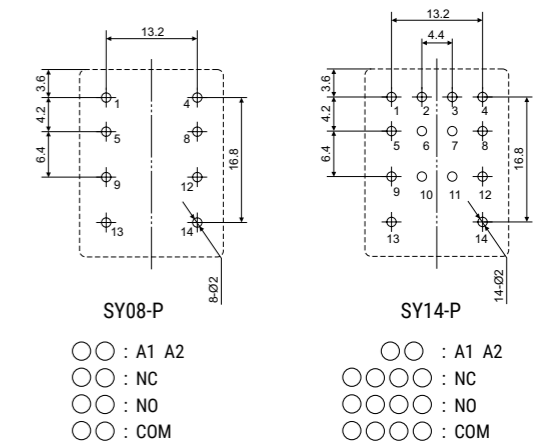 13.2
3.6
4.2
6.4
16.8
1
4
5
8
9
12
13
14
8-Ø2
SY08-P
13.2
4.4
3.6
4.2
6.4
16.8
1
2
3
4
5
6
7
8
9
10
11
12
13
14
14-Ø2
SY14-P
: A1 A2
: NC
: NO
: COM
: A1 A2
: NC
: NO
: COM